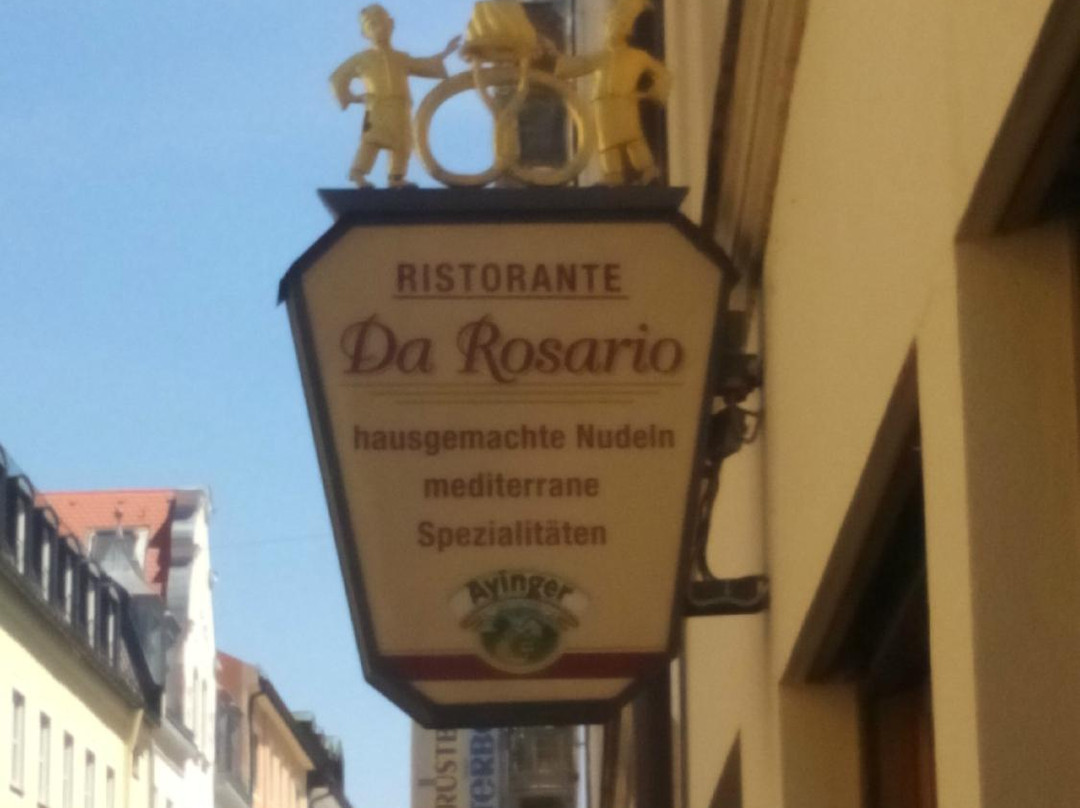 RISTORANTE
Da Rosario
hausgemachte Nudeln
mediterrane
Spezialitäten
Ayinger